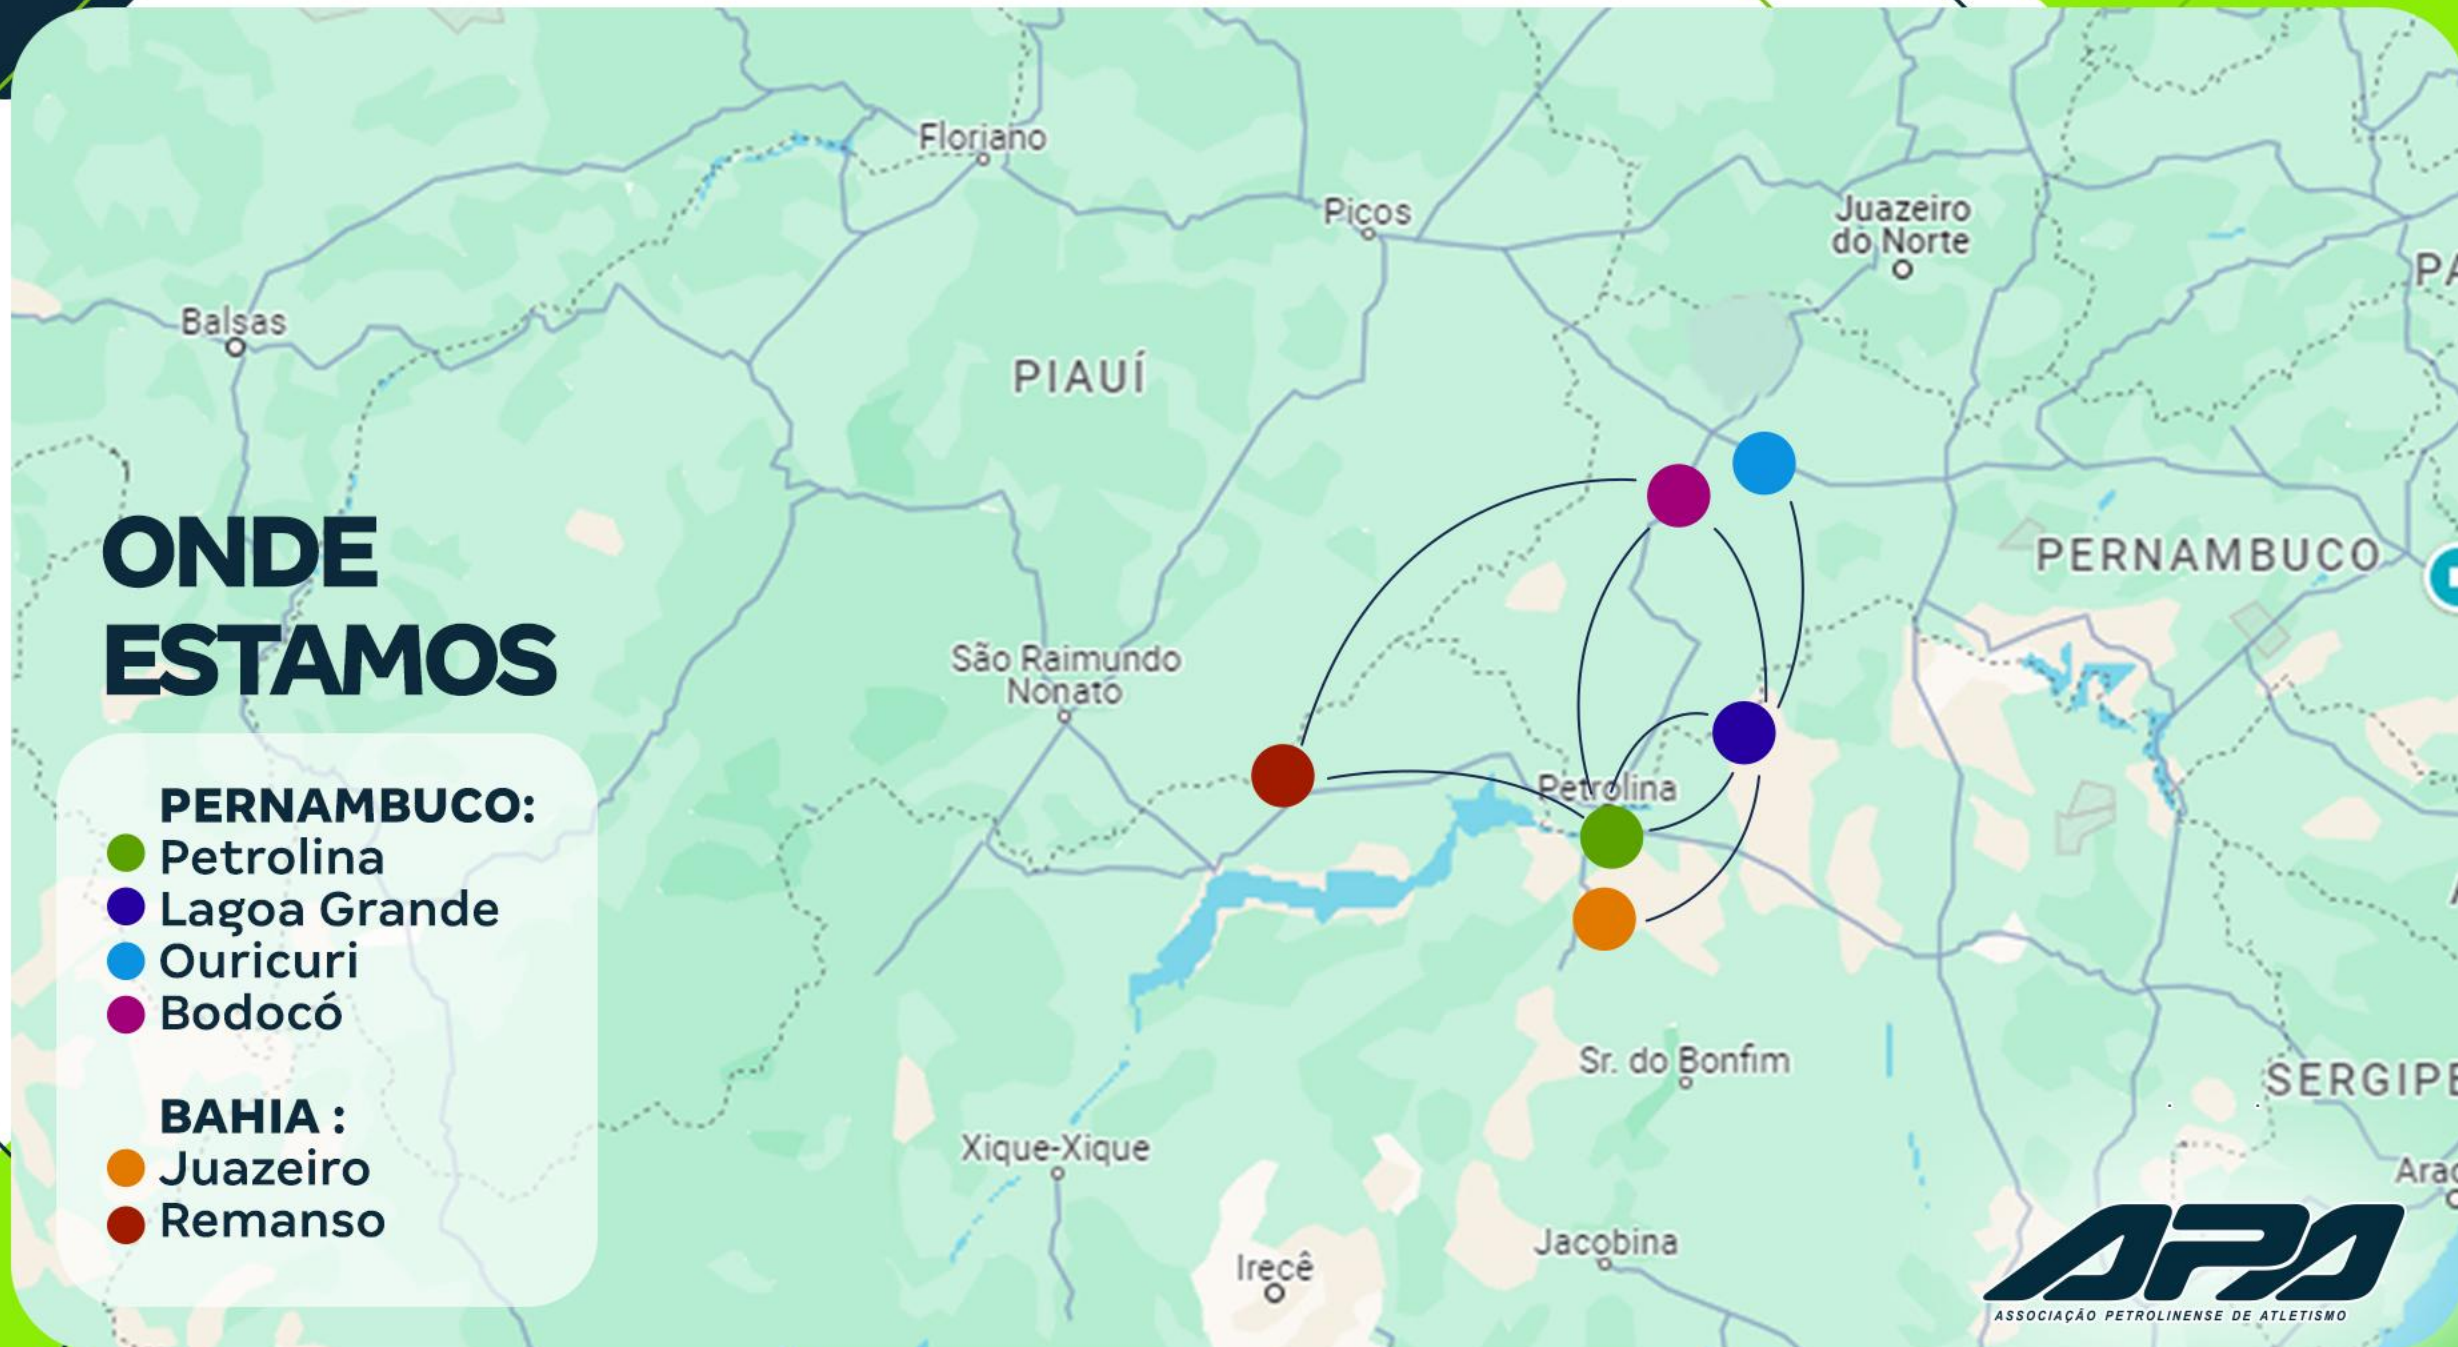 Floriano
Picos
Juazeiro
do Norte
Balsas
PIAUÍ
ONDE
ESTAMOS
PERNAMBUCO
São Raimundo
Nonato
Petrolina
PERNAMBUCO:
Petrolina
Lagoa Grande
Ouricuri
Bodocó
BAHIA :
Juazeiro
Remanso
Sr. do Bonfim
SERGIPE
Xique-Xique
Jacobina
Irecê
APA
ASSOCIAÇÃO PETROLINENSE DE ATLETISMO